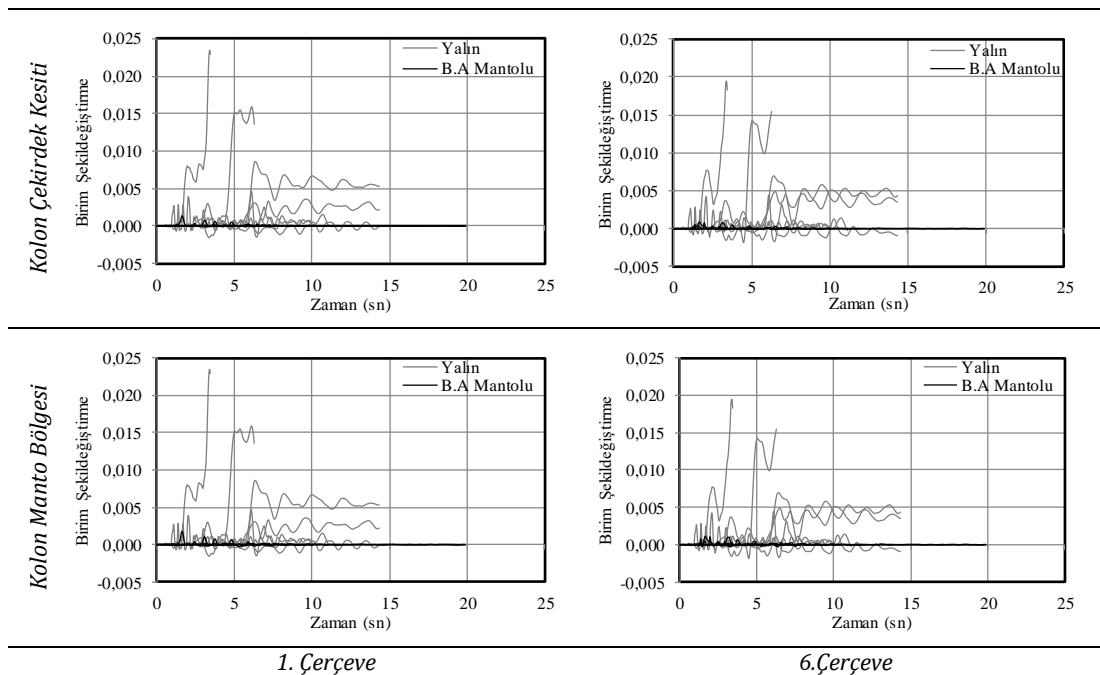 Kolon Çekirdek Kesiti
Birim Şekildeğiştirme
0,025
0,020
0,015
0,010
0,005
0,000
-0,005
Yalın
B.A Mantolu
0 5 10 15 20 25
Zaman (sn)
Birim Şekildeğiştirme
0,025
0,020
0,015
0,010
0,005
0,000
-0,005
Yalın
B.A Mantolu
0 5 10 15 20 25
Zaman (sn)
Kolon Manto Bölgesi
Birim Şekildeğiştirme
0,025
0,020
0,015
0,010
0,005
0,000
-0,005
Yalın
B.A Mantolu
0 5 10 15 20 25
Zaman (sn)
Birim Şekildeğiştirme
0,025
0,020
0,015
0,010
0,005
0,000
-0,005
Yalın
B.A Mantolu
0 5 10 15 20 25
Zaman (sn)
1. Çerçeve
6.Çerçeve